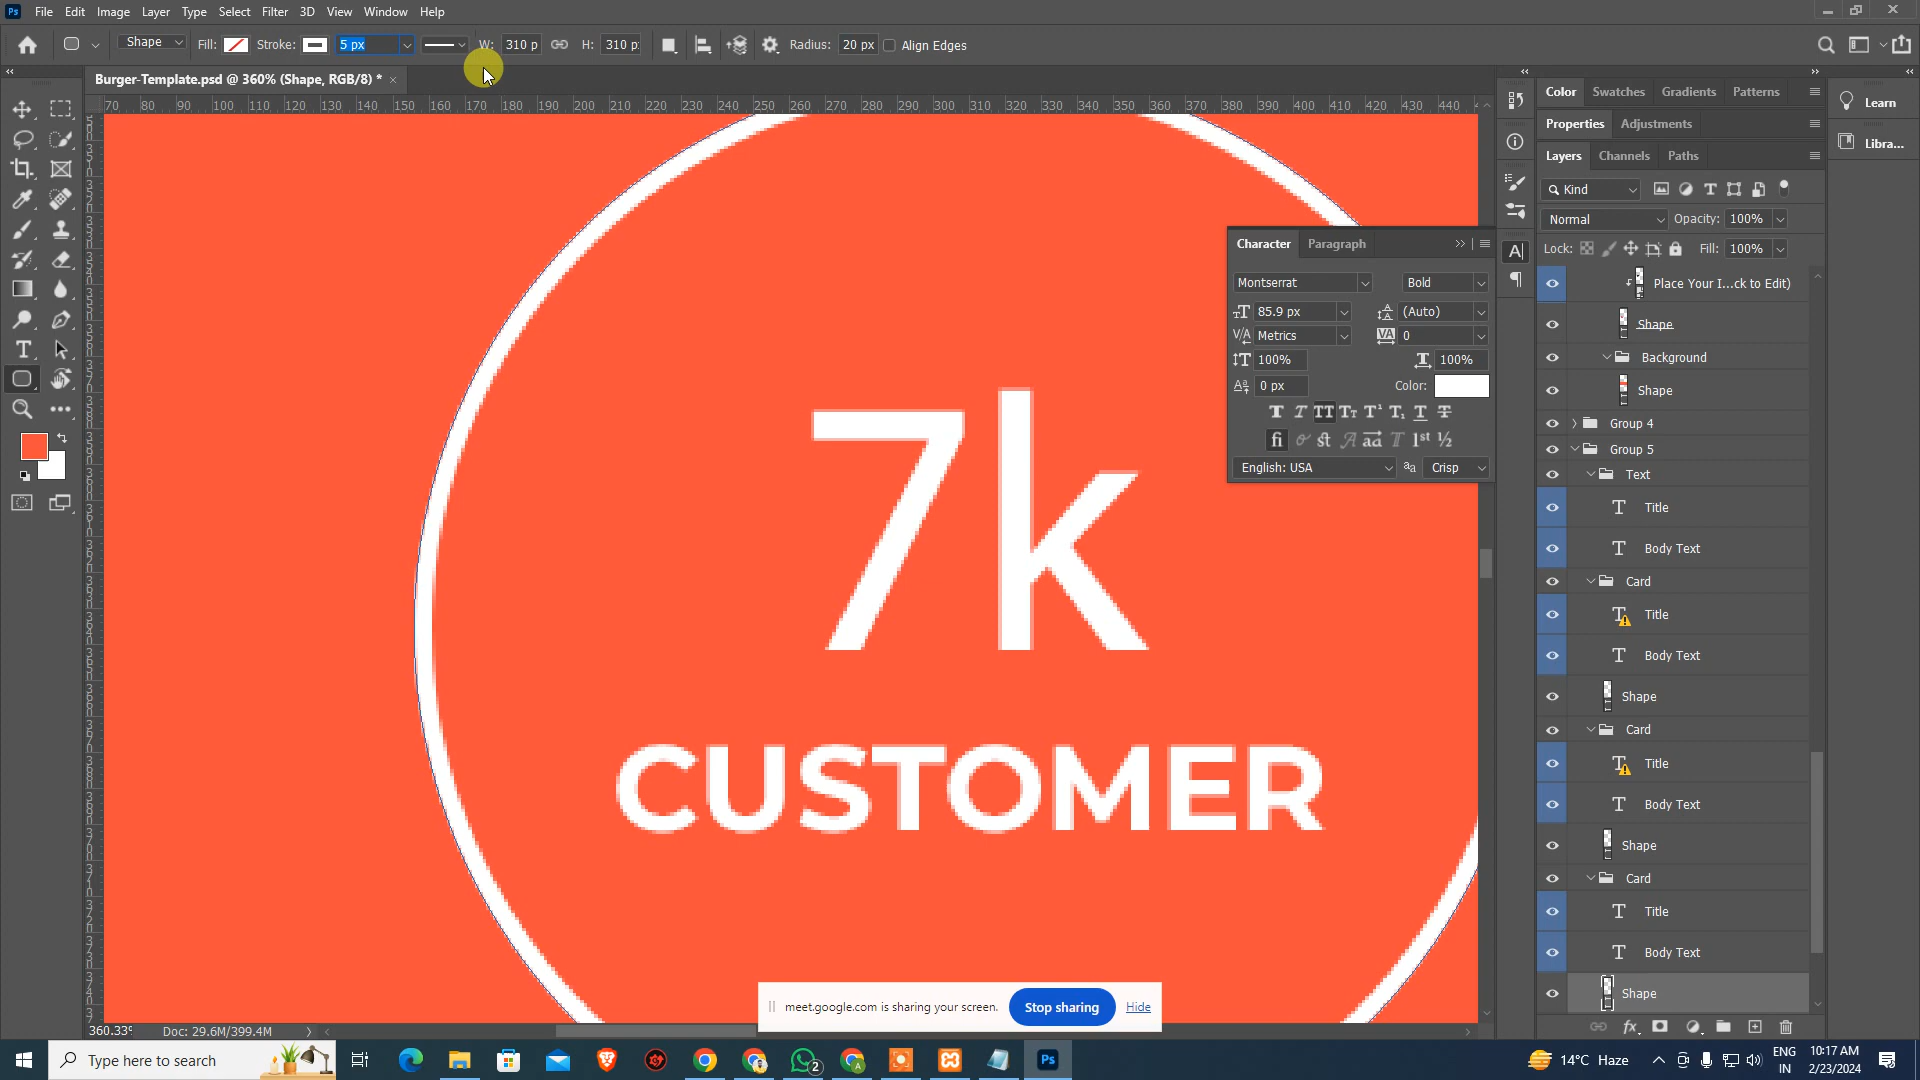 Ps File Edit Image Layer Type Select Filter 3D View Window Help
Shape Fill: Stroke: 5 px W: 310 p H: 310 p Radius: 20 px Align Edges
Burger-Template.psd @ 360% (Shape, RGB/8) *
70 80 90 100 110 120 130 140 150 160 170 180 190 200 210 220 230 240 250 260 270 280 290 300 310 320 330 340 350 360 370 380 390 400 410 420 430 440
Color Swatches Gradients Patterns
Learn
Properties Adjustments
Libra...
Layers Channels Paths
Kind
Normal Opacity: 100%
Lock: Fill: 100%
Place Your I...ck to Edit)
Shape
Background
Shape
Group 4
Group 5
Text
Title
Body Text
Card
Title
Body Text
Shape
Card
Title
Body Text
Shape
Card
Title
Body Text
Shape
Character Paragraph
Montserrat Bold
85.9 px (Auto)
Metrics 0
100% 100%
0 px Color:
English: USA Crisp
7k
CUSTOMER
meet.google.com is sharing your screen. Stop sharing Hide
360.33% Doc: 29.6M/399.4M
Type here to search
2
14°C Haze
ENG
IN
10:17 AM
2/23/2024